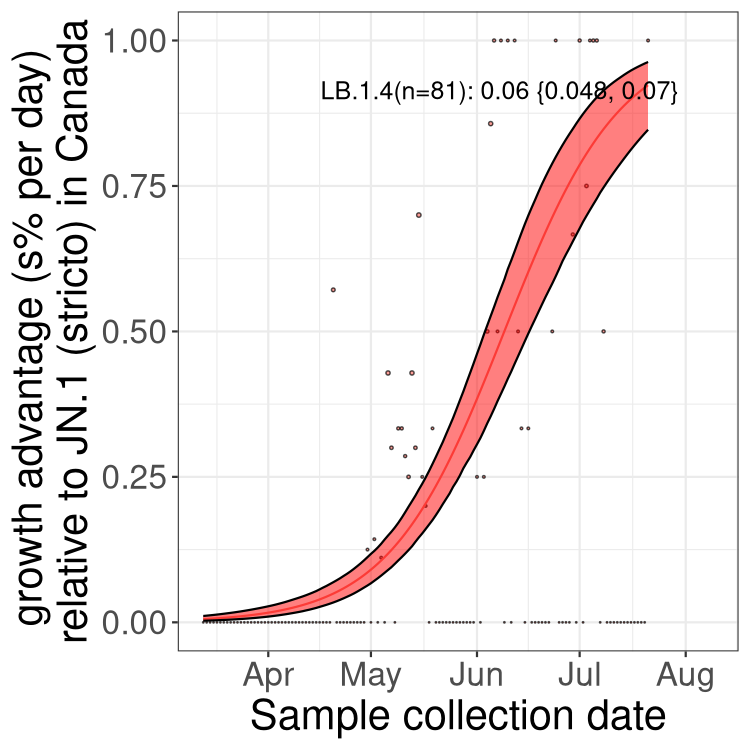 growth advantage (s% per day)
relative to JN.1 (stricto) in Canada
1.00
0.75
0.50
0.25
0.00
LB.1.4(n=81): 0.06 {0.048, 0.07}
Apr May Jun Jul Aug
Sample collection date